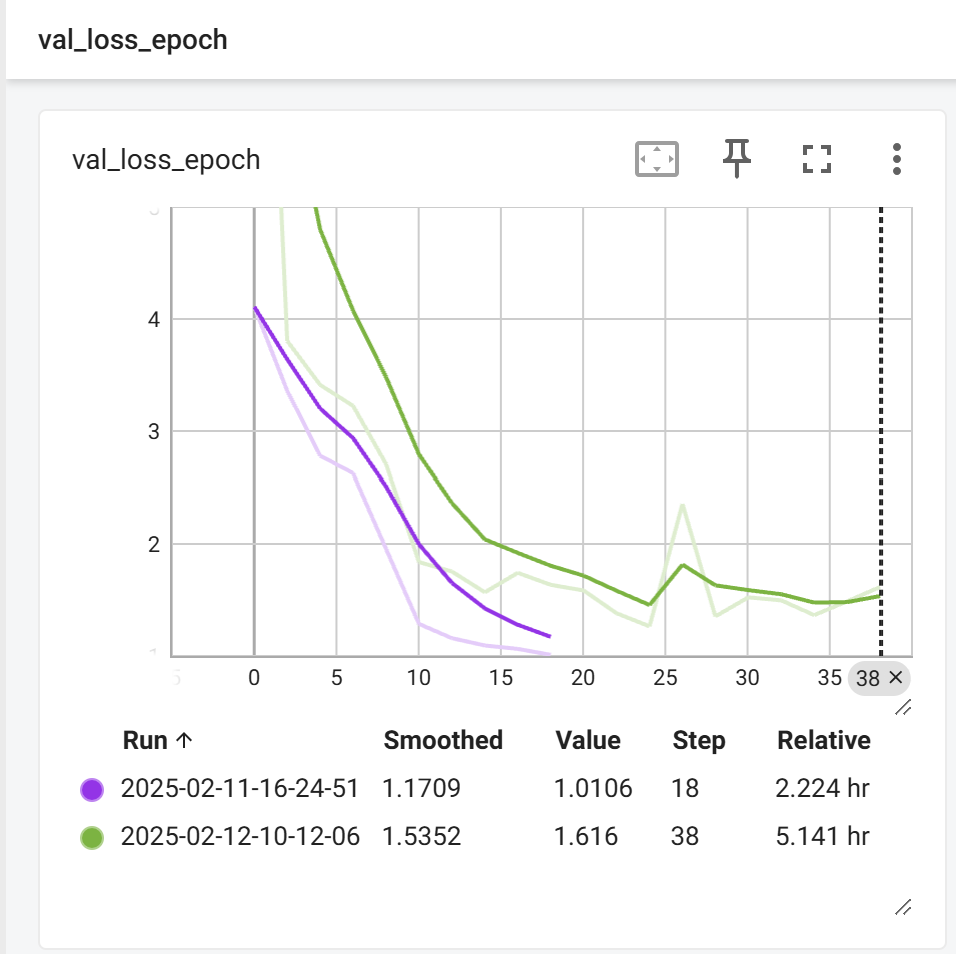 val_loss_epoch
val_loss_epoch
4
3
2
0 5 10 15 20 25 30 35 38 ×
Run ↑ Smoothed Value Step Relative
2025-02-11-16-24-51 1.1709 1.0106 18 2.224 hr
2025-02-12-10-12-06 1.5352 1.616 38 5.141 hr